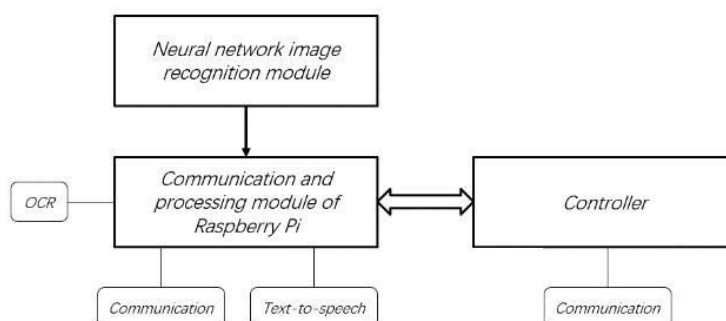 Neural network image
recognition module
OCR
Communication and
processing module of
Raspberry Pi
Controller
Communication
Text-to-speech
Communication